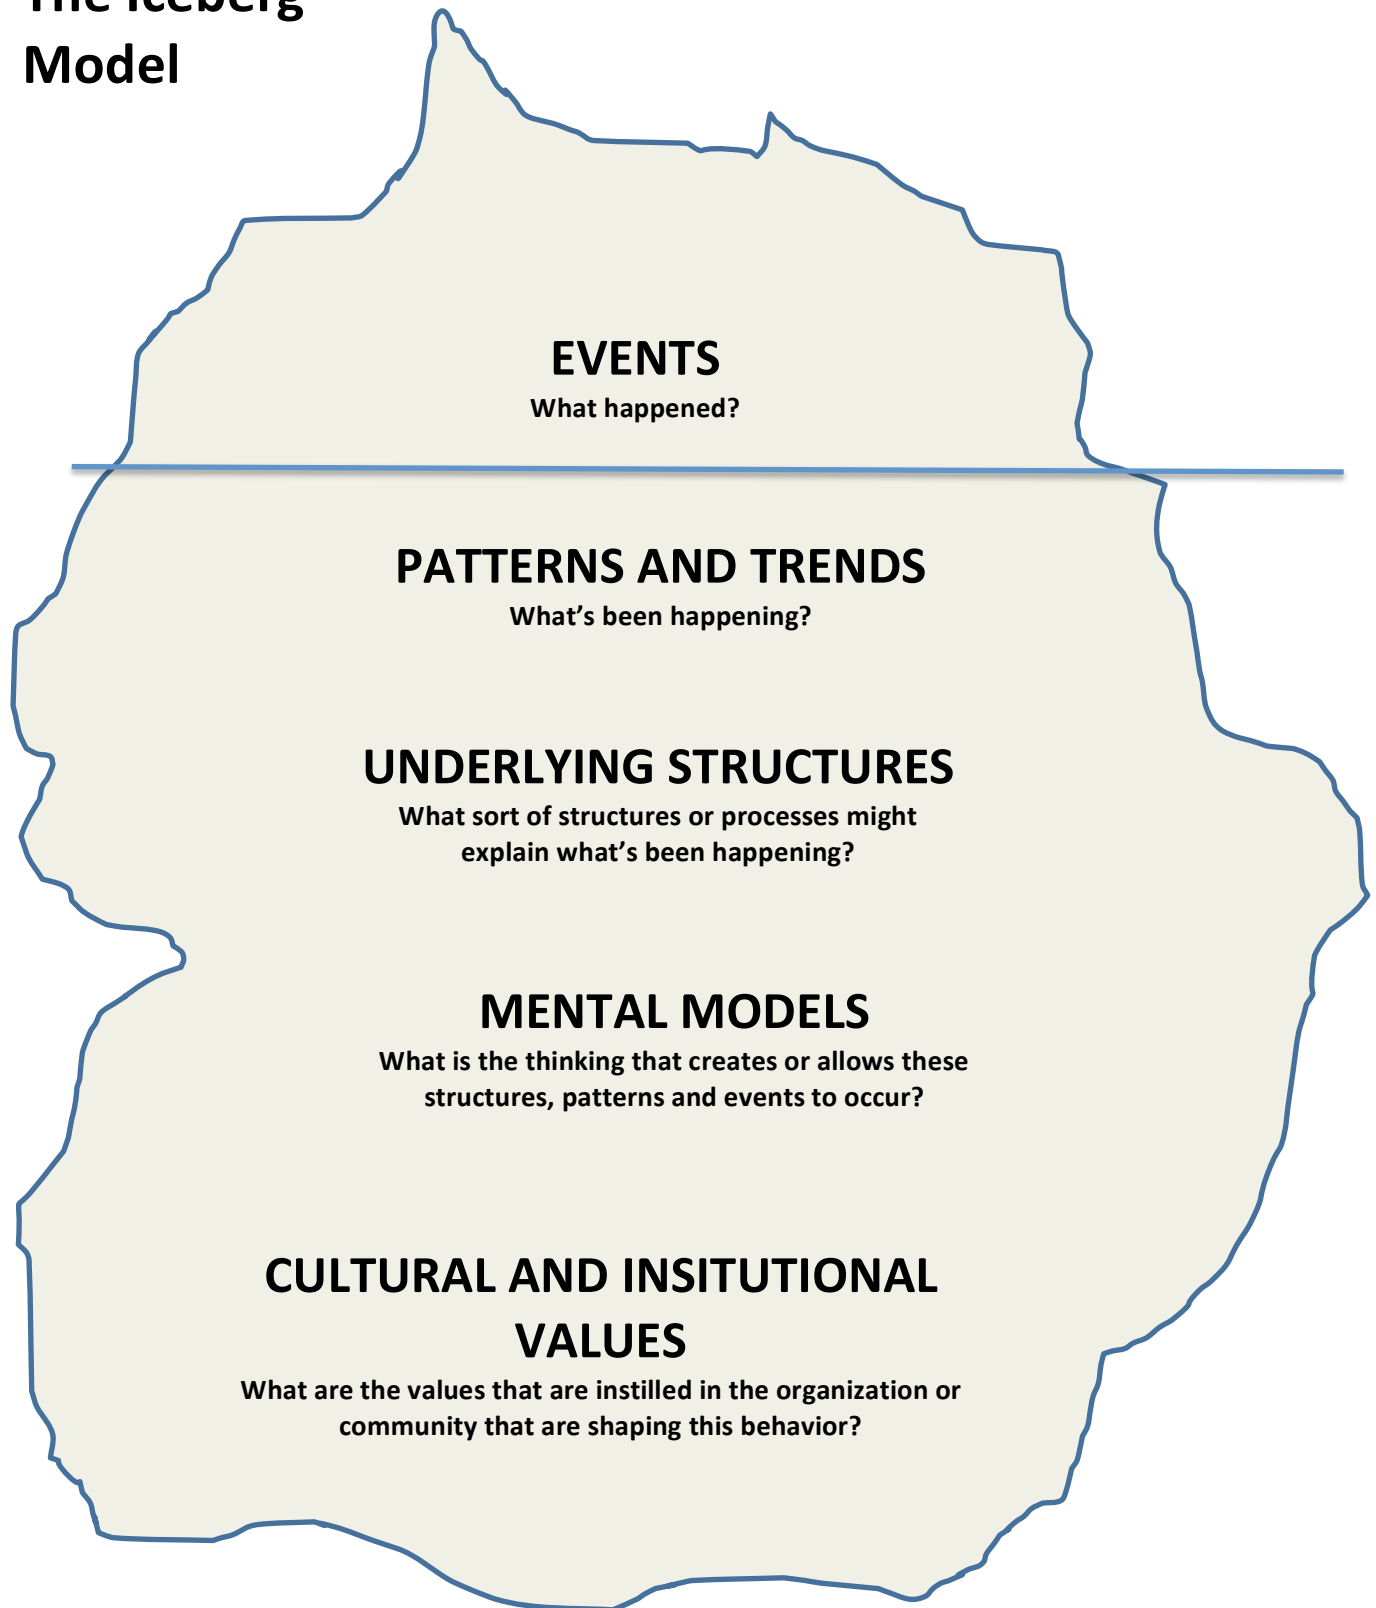 The Iceberg
Model
EVENTS
What happened?
PATTERNS AND TRENDS
What’s been happening?
UNDERLYING STRUCTURES
What sort of structures or processes might
explain what’s been happening?
MENTAL MODELS
What is the thinking that creates or allows these
structures, patterns and events to occur?
CULTURAL AND INSITUTIONAL
VALUES
What are the values that are instilled in the organization or
community that are shaping this behavior?